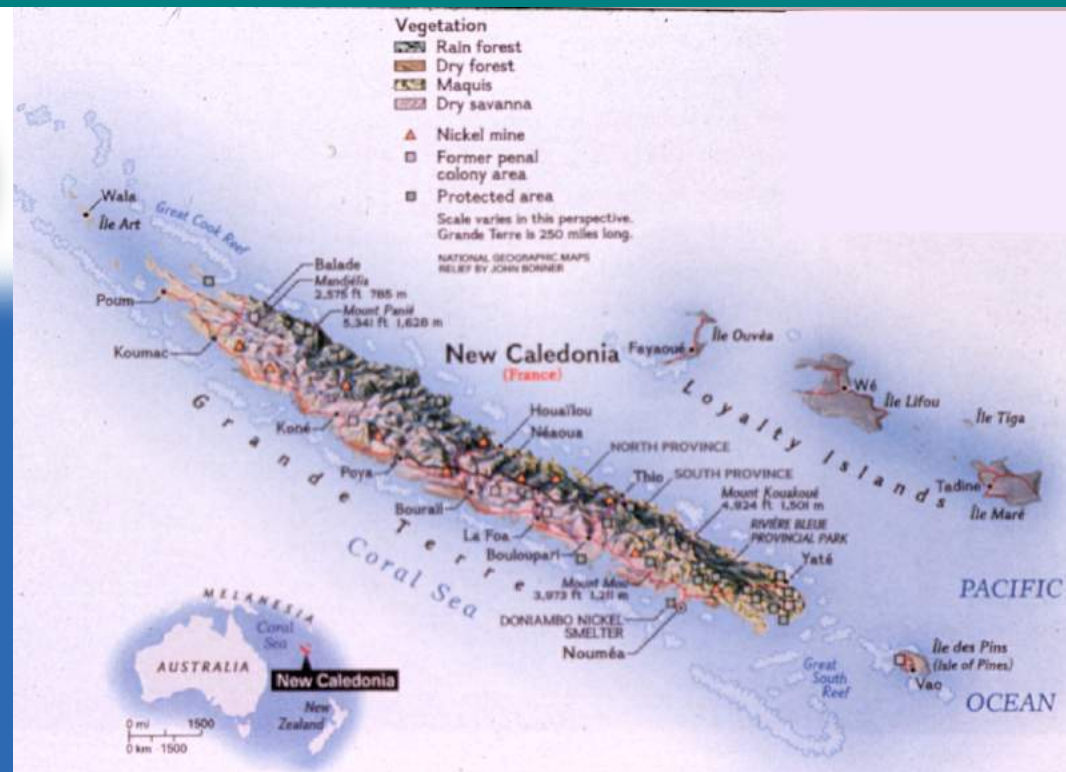 Vegetation
Rain forest
Dry forest
Maquis
Dry savanna
Nickel mine
Former penal
colony area
Protected area
Scale varies in this perspective.
Grande Terre is 250 miles long.
NATIONAL GEOGRAPHIC MAPS
RELIEF BY JOHN BONNER
Wala
Île Art
Great Cook Reef
Balade
Mandjélia
2,575 ft 785 m
Mount Panié
5,341 ft 1,628 m
Poum
Koumac
New Caledonia
(France)
Fayaoué
Île Ouvéa
Wé
Île Lifou
Île Tiga
Loyalty Islands
Tadine
Île Maré
Houaïlou
Néaoua
Koné
Grande Terre
Poya
NORTH PROVINCE
Thio
SOUTH PROVINCE
Mount Kouakoué
4,924 ft 1,501 m
RIVIÈRE BLEUE
PROVINCIAL PARK
Bourail
La Foa
Bouloupari
Yaté
Coral Sea
Mount Mou
3,973 ft 1,211 m
DONIAMBO NICKEL
SMELTER
Nouméa
PACIFIC
OCEAN
Île des Pins
(Isle of Pines)
Vao
Great
South
Reef
MELANESIA
Coral
Sea
AUSTRALIA
New Caledonia
New
Zealand
0 mi 1500
0 km 1500